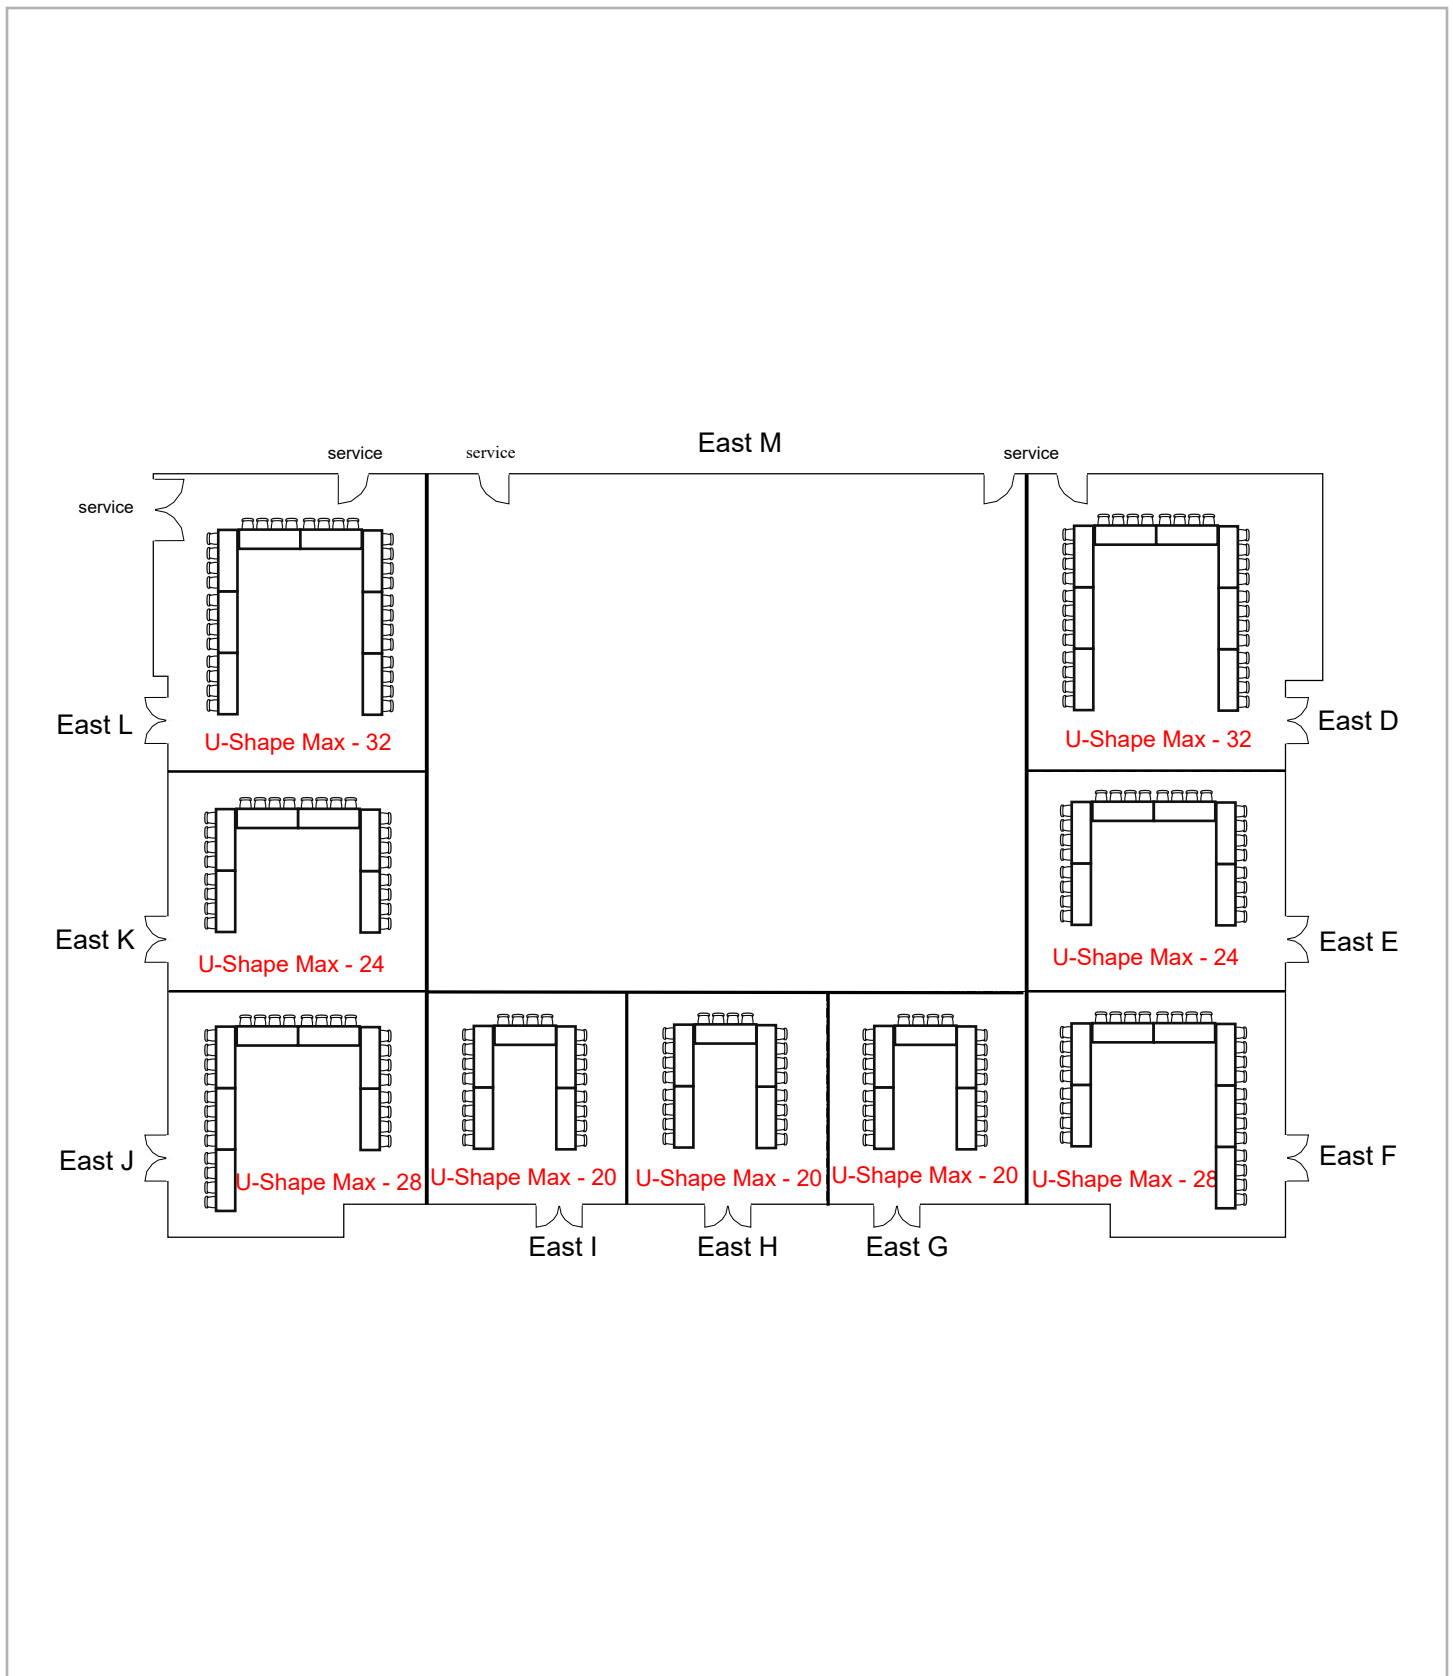 East M
service
service
service
service
East L
East D
U-Shape Max - 32
U-Shape Max - 32
East K
East E
U-Shape Max - 24
U-Shape Max - 24
East J
East F
U-Shape Max - 28
U-Shape Max - 20
U-Shape Max - 20
U-Shape Max - 20
U-Shape Max - 28
East I
East H
East G